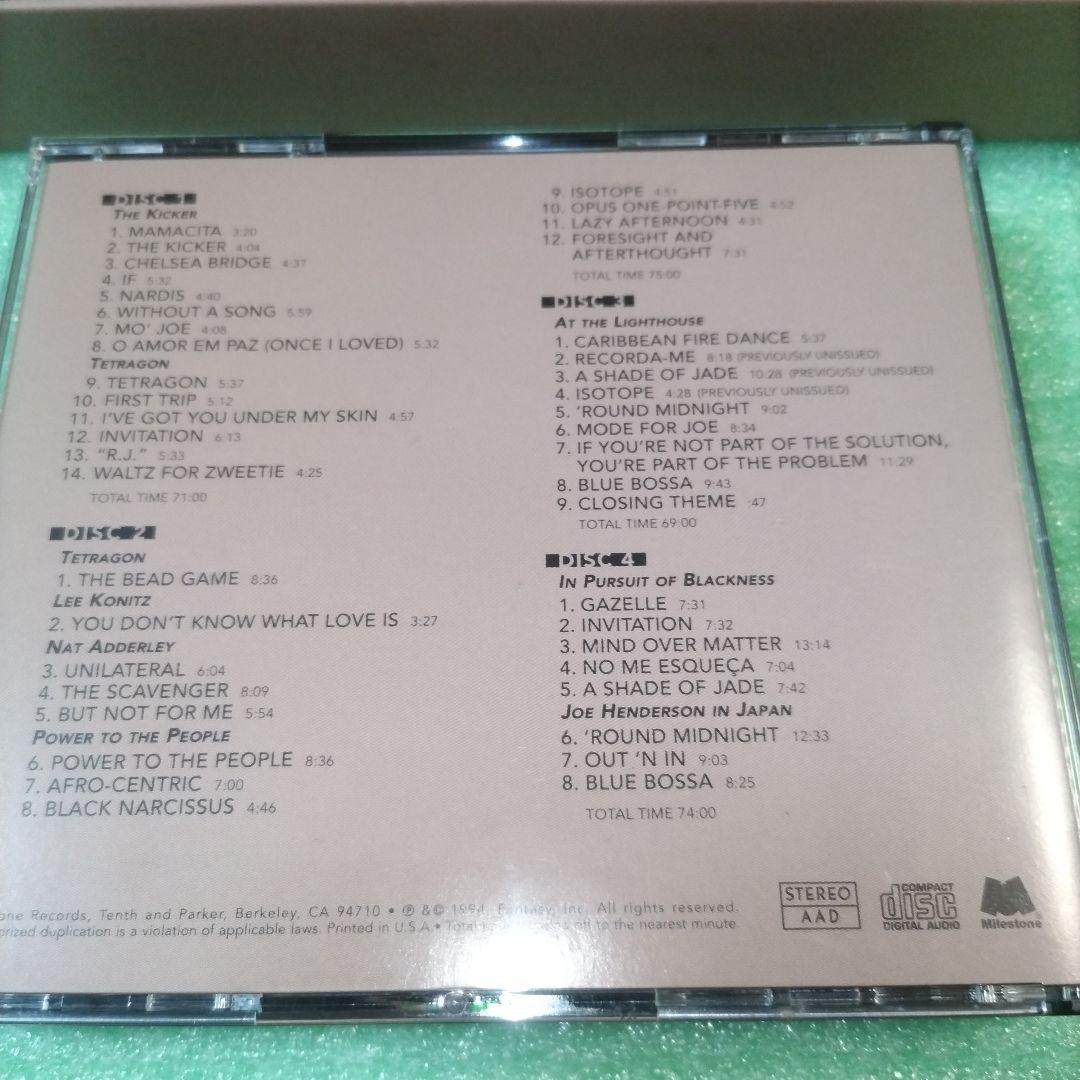 DISC 1
THE KICKER
1. MAMACITA 3:20
2. THE KICKER 4:04
3. CHELSEA BRIDGE 4:37
4. IF 5:32
5. NARDIS 4:40
6. WITHOUT A SONG 5:59
7. MO' JOE 4:08
8. O AMOR EM PAZ (ONCE I LOVED) 5:32
TETRAGON
9. TETRAGON 5:37
10. FIRST TRIP 5:12
11. I'VE GOT YOU UNDER MY SKIN 4:57
12. INVITATION 6:13
13. "R.J." 5:33
14. WALTZ FOR ZWEETIE 4:25
TOTAL TIME 71:00
DISC 2
TETRAGON
1. THE BEAD GAME 8:36
LEE KONITZ
2. YOU DON'T KNOW WHAT LOVE IS 3:27
NAT ADDERLEY
3. UNILATERAL 6:04
4. THE SCAVENGER 8:09
5. BUT NOT FOR ME 5:54
POWER TO THE PEOPLE
6. POWER TO THE PEOPLE 8:36
7. AFRO-CENTRIC 7:00
8. BLACK NARCISSUS 4:46
9. ISOTOPE 4:51
10. OPUS ONE-POINT-FIVE 4:52
11. LAZY AFTERNOON 4:31
12. FORESIGHT AND
AFTERTHOUGHT 7:31
TOTAL TIME 75:00
DISC 3
AT THE LIGHTHOUSE
1. CARIBBEAN FIRE DANCE 5:37
2. RECORDA-ME 8:18 (PREVIOUSLY UNISSUED)
3. A SHADE OF JADE 10:28 (PREVIOUSLY UNISSUED)
4. ISOTOPE 4:28 (PREVIOUSLY UNISSUED)
5. 'ROUND MIDNIGHT 9:02
6. MODE FOR JOE 8:34
7. IF YOU'RE NOT PART OF THE SOLUTION,
YOU'RE PART OF THE PROBLEM 11:29
8. BLUE BOSSA 9:43
9. CLOSING THEME :47
TOTAL TIME 69:00
DISC 4
IN PURSUIT OF BLACKNESS
1. GAZELLE 7:31
2. INVITATION 7:32
3. MIND OVER MATTER 13:14
4. NO ME ESQUEÇA 7:04
5. A SHADE OF JADE 7:42
JOE HENDERSON IN JAPAN
6. 'ROUND MIDNIGHT 12:33
7. OUT 'N IN 9:03
8. BLUE BOSSA 8:25
TOTAL TIME 74:00
one Records, Tenth and Parker, Berkeley, CA 94710 • ℗ & © 1994, Fantasy, Inc. All rights reserved.
orized duplication is a violation of applicable laws. Printed in U.S.A. • Total off to the nearest minute.
STEREO
AAD
COMPACT
disc
DIGITAL AUDIO
Milestone